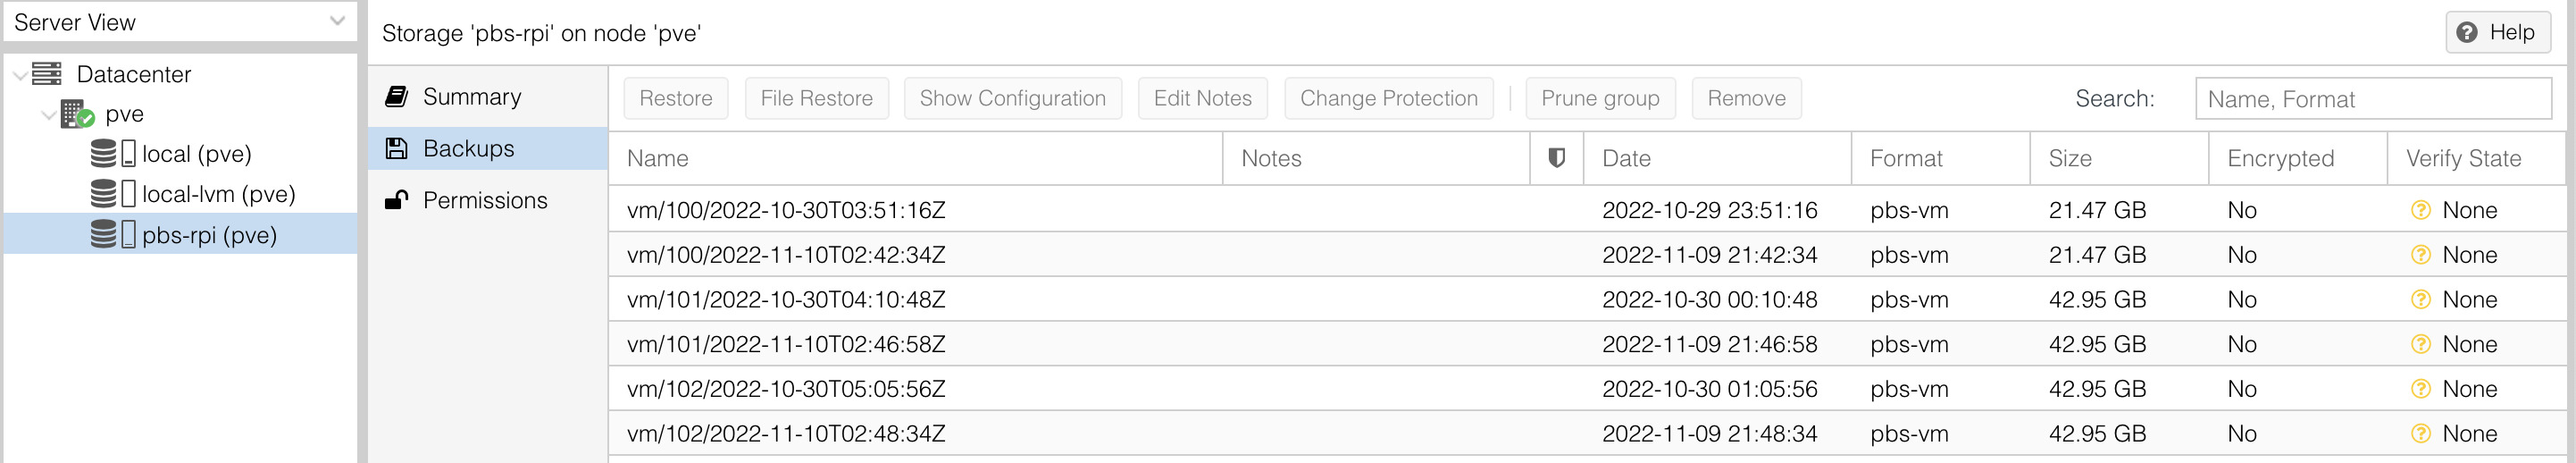 Server View
Datacenter
pve
local (pve)
local-lvm (pve)
pbs-rpi (pve)
Storage 'pbs-rpi' on node 'pve'
Help
Summary
Backups
Permissions
Restore File Restore Show Configuration Edit Notes Change Protection Prune group Remove Search: Name, Format
Name Notes Date Format Size Encrypted Verify State
vm/100/2022-10-30T03:51:16Z 2022-10-29 23:51:16 pbs-vm 21.47 GB No None
vm/100/2022-11-10T02:42:34Z 2022-11-09 21:42:34 pbs-vm 21.47 GB No None
vm/101/2022-10-30T04:10:48Z 2022-10-30 00:10:48 pbs-vm 42.95 GB No None
vm/101/2022-11-10T02:46:58Z 2022-11-09 21:46:58 pbs-vm 42.95 GB No None
vm/102/2022-10-30T05:05:56Z 2022-10-30 01:05:56 pbs-vm 42.95 GB No None
vm/102/2022-11-10T02:48:34Z 2022-11-09 21:48:34 pbs-vm 42.95 GB No None